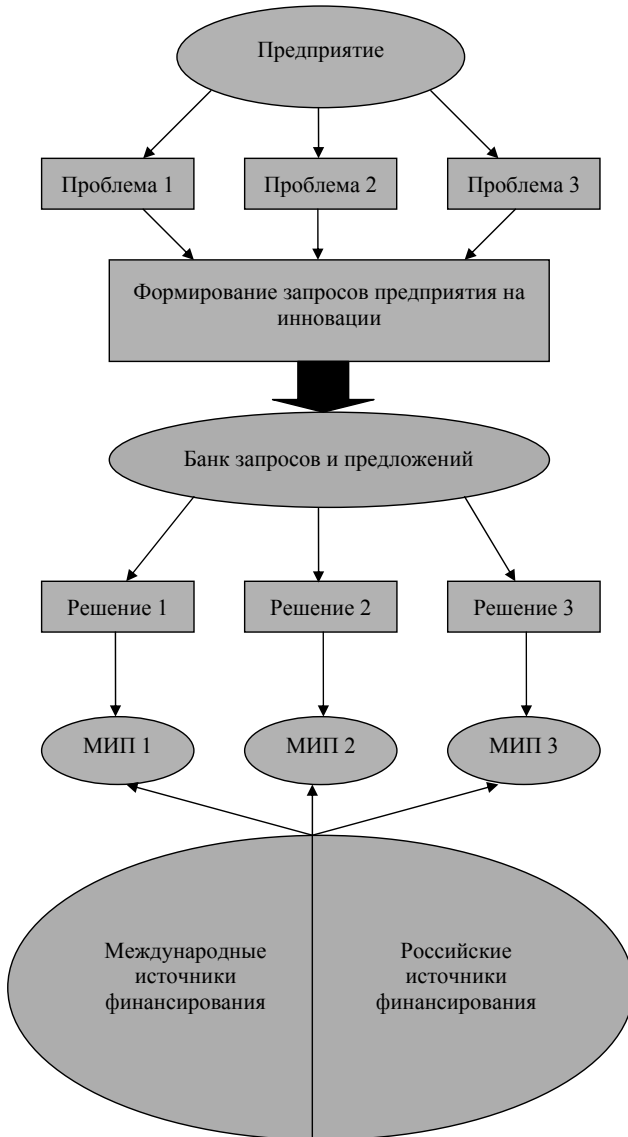 Предприятие
Проблема 1
Проблема 2
Проблема 3
Формирование запросов предприятия на
инновации
Банк запросов и предложений
Решение 1
Решение 2
Решение 3
МИП 1
МИП 2
МИП 3
Международные
источники
финансирования
Российские
источники
финансирования